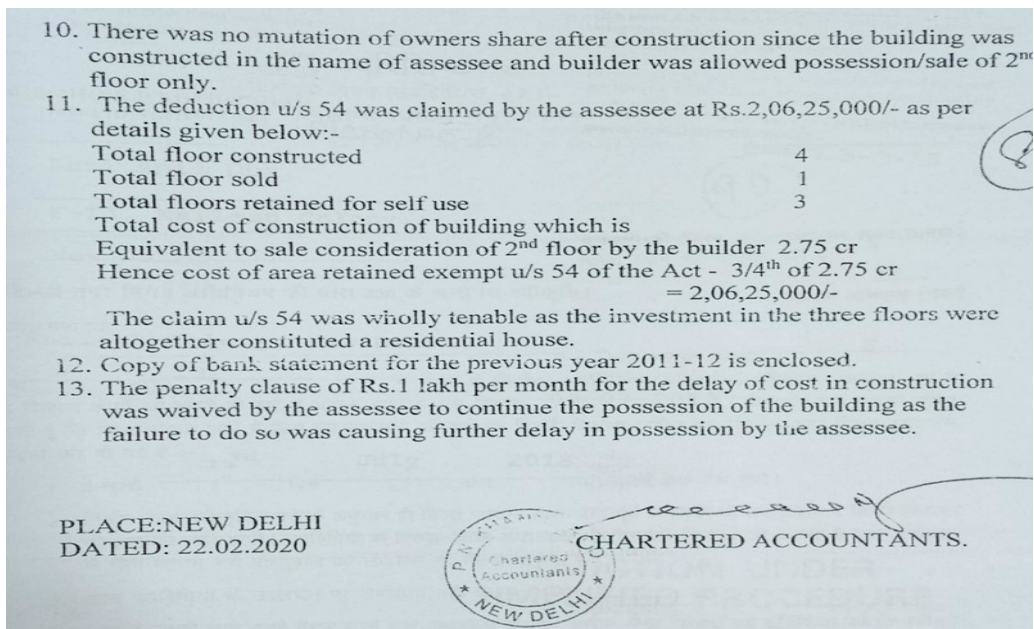 10. There was no mutation of owners share after construction since the building was
constructed in the name of assessee and builder was allowed possession/sale of 2nd
floor only.
11. The deduction u/s 54 was claimed by the assessee at Rs.2,06,25,000/- as per
details given below:-
Total floor constructed 4
Total floor sold 1
Total floors retained for self use 3
Total cost of construction of building which is
Equivalent to sale consideration of 2nd floor by the builder 2.75 cr
Hence cost of area retained exempt u/s 54 of the Act - 3/4th of 2.75 cr
= 2,06,25,000/-
The claim u/s 54 was wholly tenable as the investment in the three floors were
altogether constituted a residential house.
12. Copy of bank statement for the previous year 2011-12 is enclosed.
13. The penalty clause of Rs.1 lakh per month for the delay of cost in construction
was waived by the assessee to continue the possession of the building as the
failure to do so was causing further delay in possession by the assessee.
PLACE:NEW DELHI
DATED: 22.02.2020
CHARTERED ACCOUNTANTS.
Chartered
Accountants
NEW DELHI